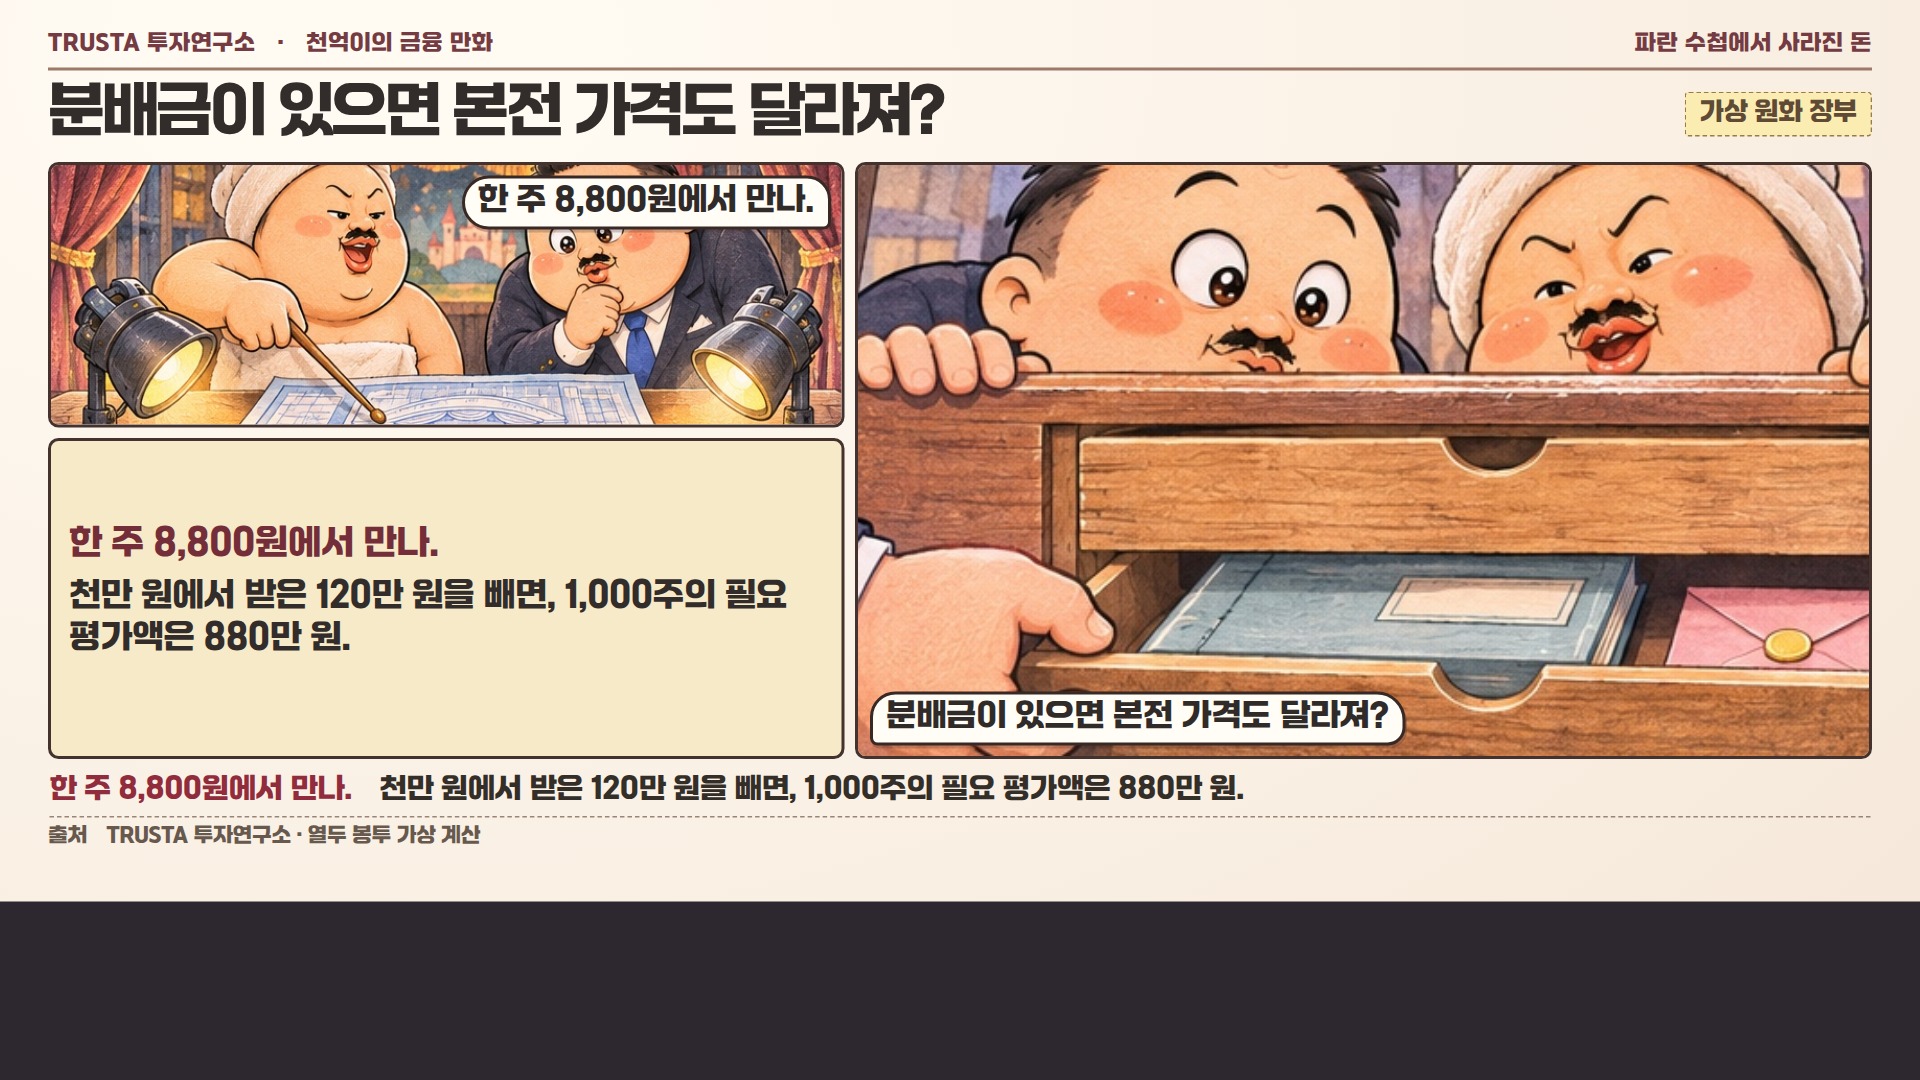 TRUSTA 투자연구소 · 천억이의 금융 만화
파란 수첩에서 사라진 돈
분배금이 있으면 본전 가격도 달라져?
가상 원화 장부
한 주 8,800원에서 만나.
한 주 8,800원에서 만나.
천만 원에서 받은 120만 원을 빼면, 1,000주의 필요
평가액은 880만 원.
분배금이 있으면 본전 가격도 달라져?
한 주 8,800원에서 만나. 천만 원에서 받은 120만 원을 빼면, 1,000주의 필요 평가액은 880만 원.
출처 TRUSTA 투자연구소 · 열두 봉투 가상 계산